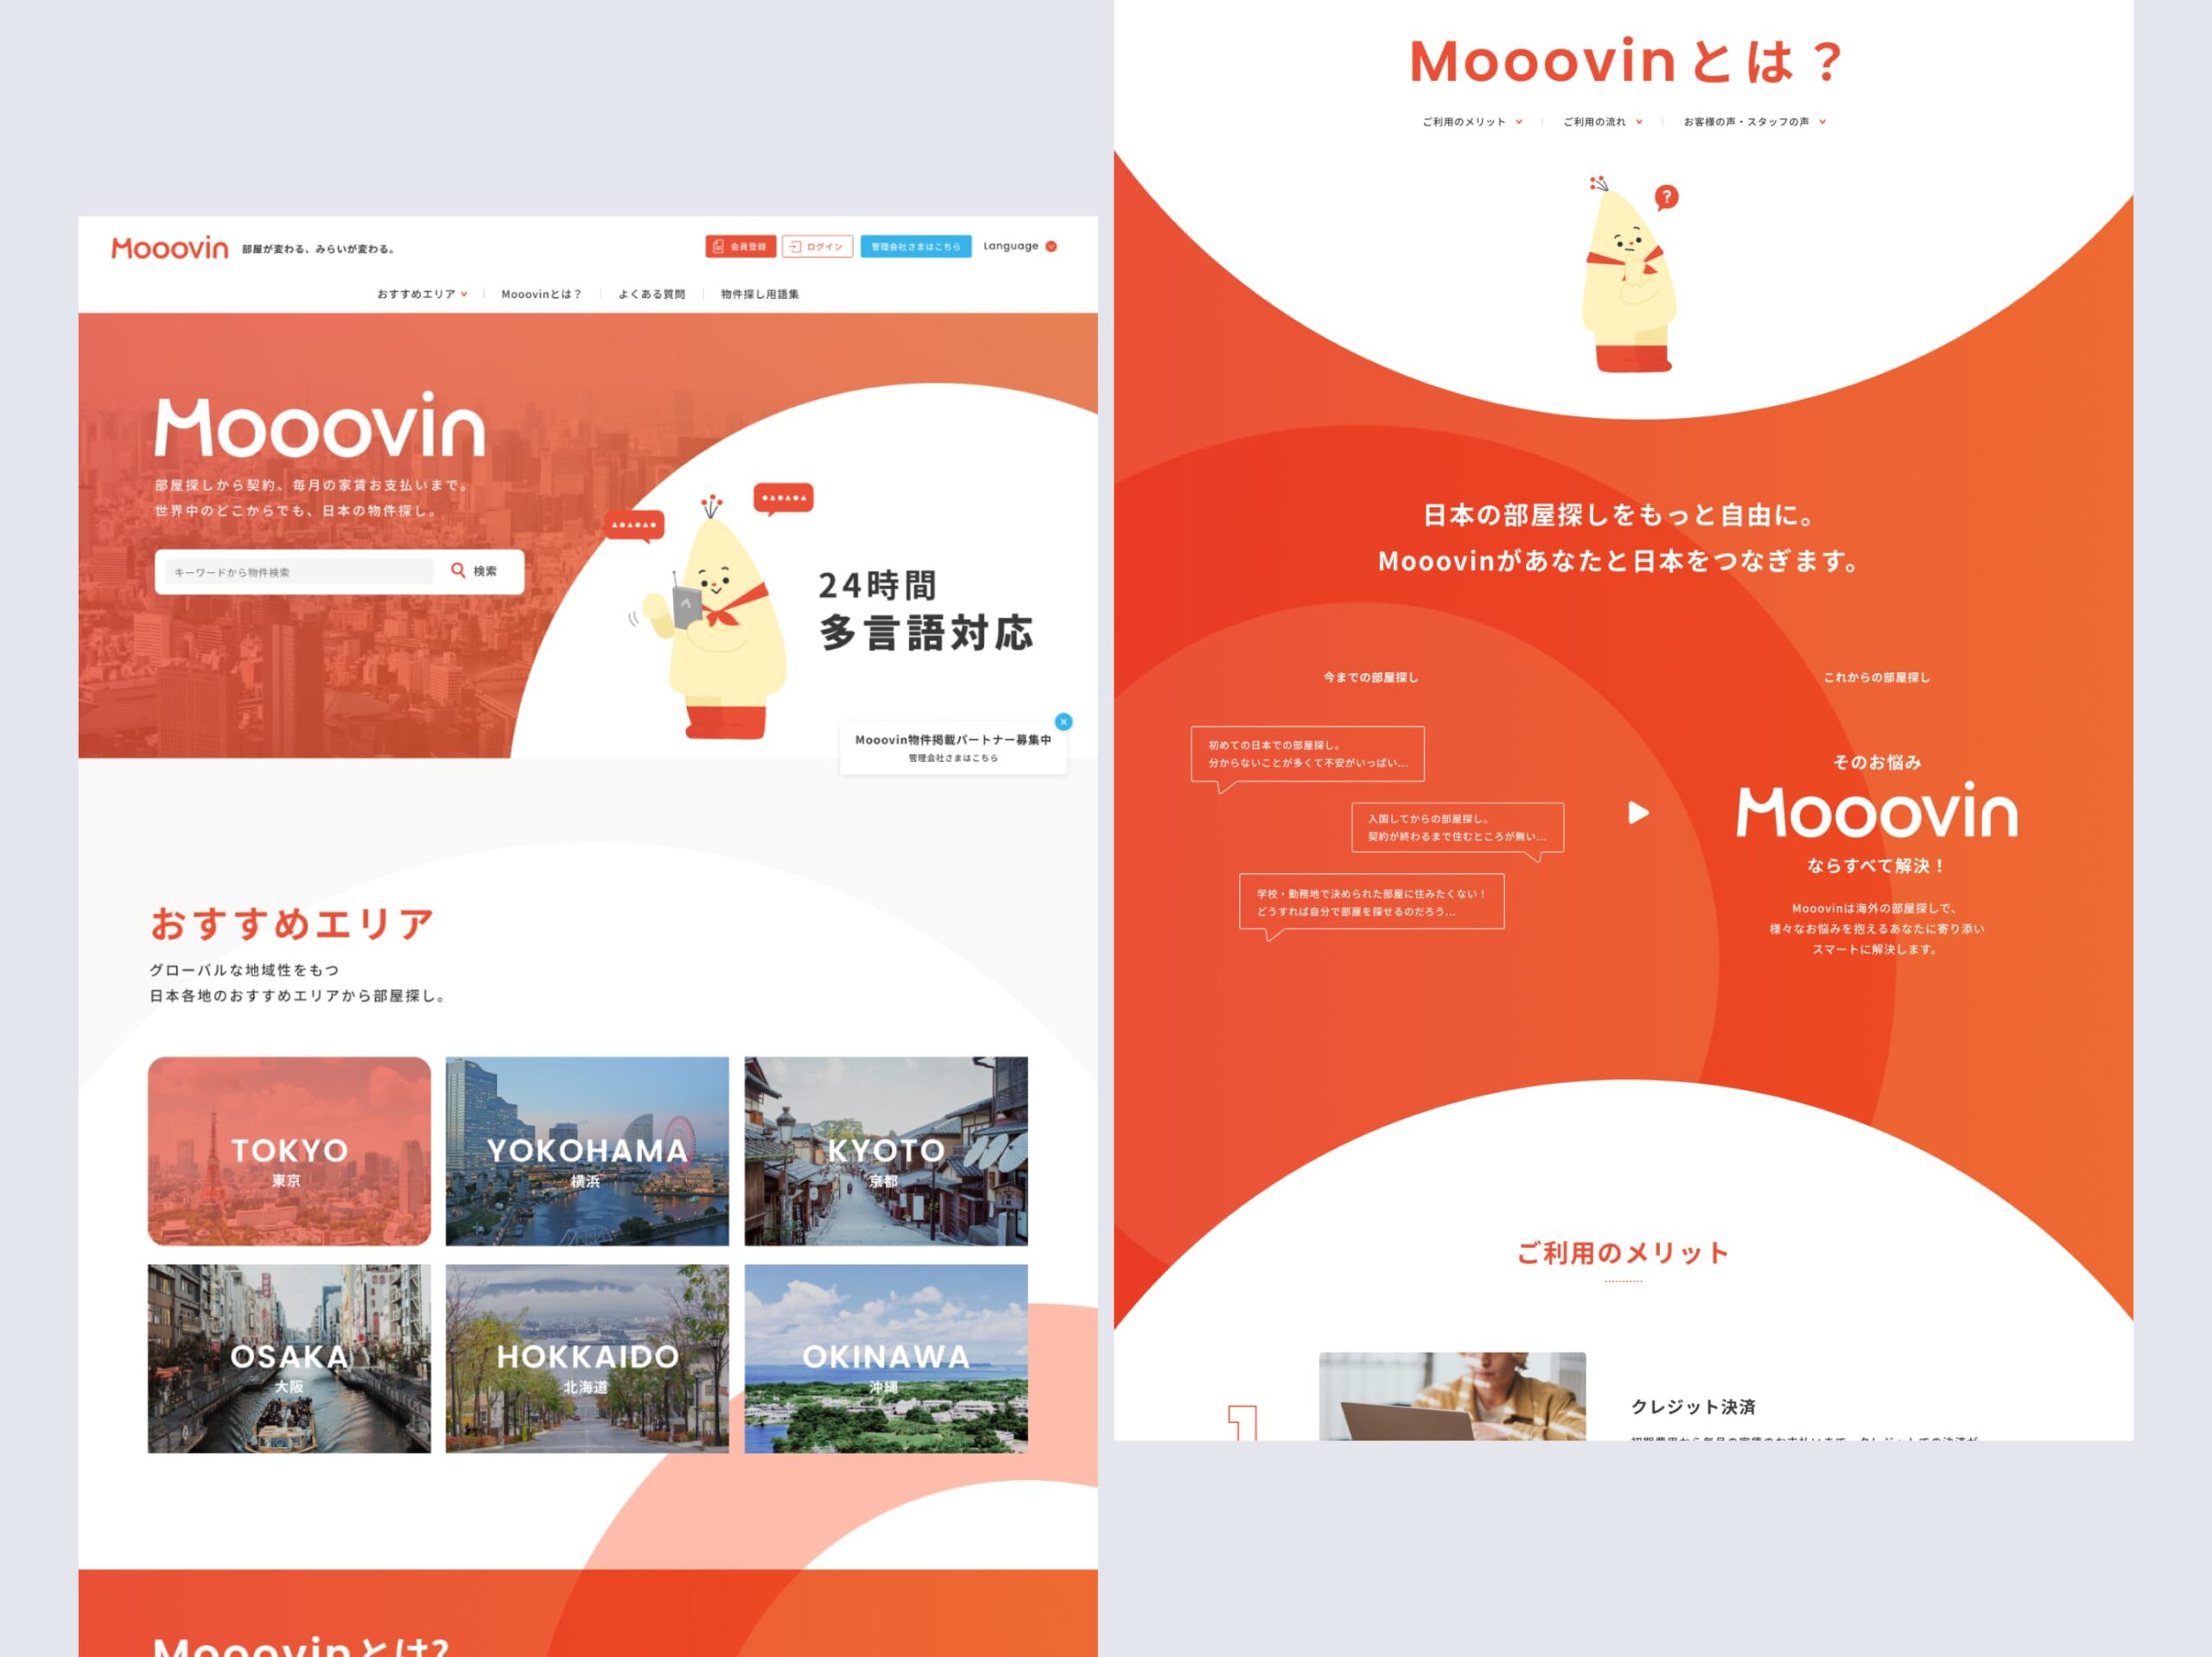 Mooovin
部屋が変わる、みらいが変わる。
会員登録
ログイン
管理会社さまはこちら
Language
おすすめエリア
Mooovinとは？
よくある質問
物件探し用語集
Mooovin
部屋探しから契約、毎月の家賃お支払いまで。
世界中のどこからでも、日本の物件探し。
キーワードから物件検索
検索
24時間
多言語対応
Mooovin物件掲載パートナー募集中
管理会社さまはこちら
おすすめエリア
グローバルな地域性をもつ
日本各地のおすすめエリアから部屋探し。
TOKYO
東京
YOKOHAMA
横浜
KYOTO
京都
OSAKA
大阪
HOKKAIDO
北海道
OKINAWA
沖縄
Mooovinとは?
Mooovinとは？
ご利用のメリット
ご利用の流れ
お客様の声・スタッフの声
?
日本の部屋探しをもっと自由に。
Mooovinがあなたと日本をつなぎます。
今までの部屋探し
初めての日本での部屋探し。
分からないことが多くて不安がいっぱい…
入国してからの部屋探し。
契約が終わるまで住むところが無い…
学校・勤務地で決められた部屋に住みたくない！
どうすれば自分で部屋を探せるのだろう…
これからの部屋探し
そのお悩み
Mooovin
ならすべて解決！
Mooovinは海外の部屋探しで、
様々なお悩みを抱えるあなたに寄り添い
スマートに解決します。
ご利用のメリット
1
クレジット決済